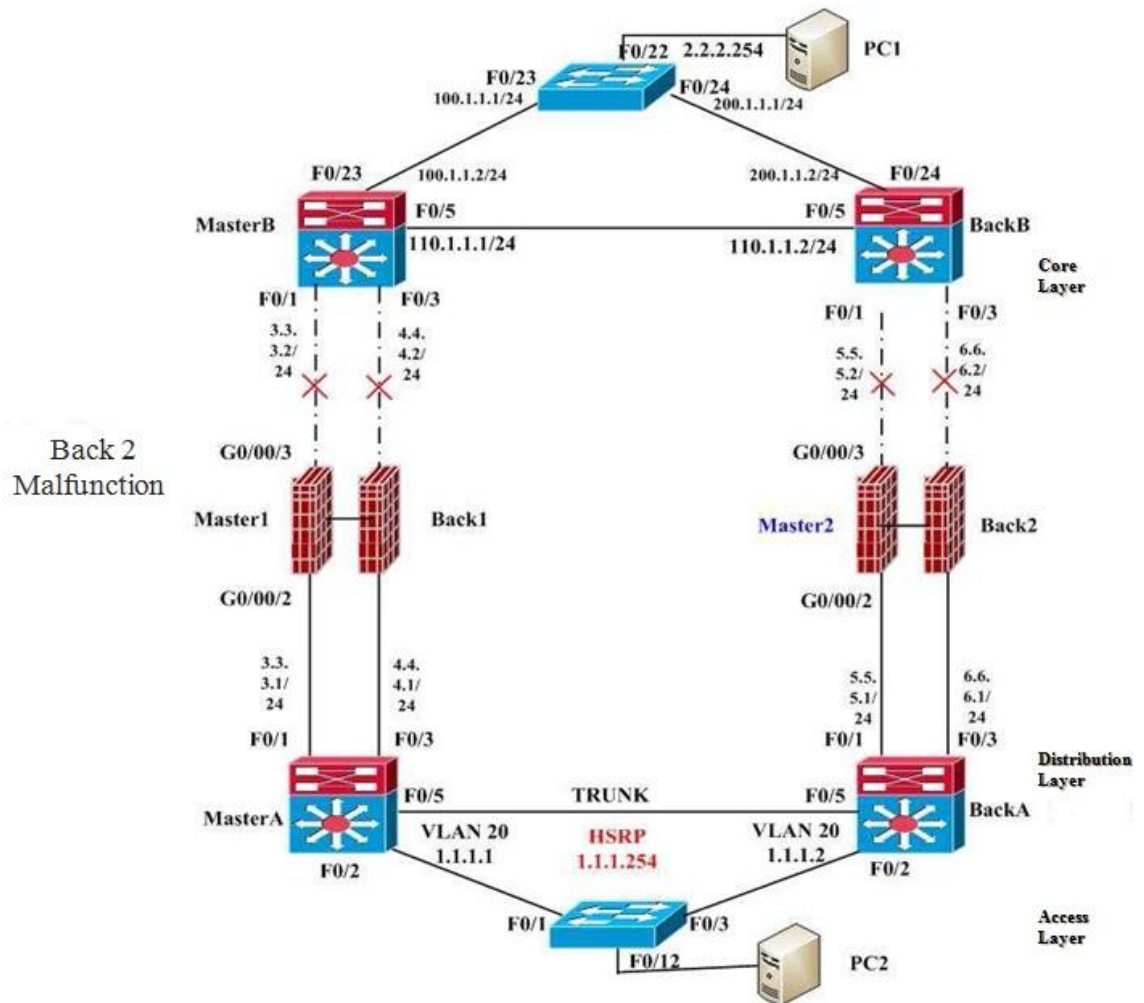 F0/22
2.2.2.254
PC1
F0/23
F0/24
100.1.1.1/24
200.1.1.1/24
F0/23
100.1.1.2/24
200.1.1.2/24
F0/24
MasterB
F0/5
F0/5
BackB
110.1.1.1/24
110.1.1.2/24
Core
Layer
F0/1
F0/3
F0/1
F0/3
3.3.
3.2/
24
4.4.
4.2/
24
5.5.
5.2/
24
6.6.
6.2/
24
Back 2
Malfunction
G0/00/3
G0/00/3
Master1
Back1
Master2
Back2
G0/00/2
G0/00/2
3.3.
3.1/
24
4.4.
4.1/
24
5.5.
5.1/
24
6.6.
6.1/
24
F0/1
F0/3
F0/1
F0/3
Distribution
Layer
MasterA
F0/5
TRUNK
F0/5
BackA
VLAN 20
1.1.1.1
HSRP
1.1.1.254
VLAN 20
1.1.1.2
F0/2
F0/2
F0/1
F0/3
Access
Layer
F0/12
PC2